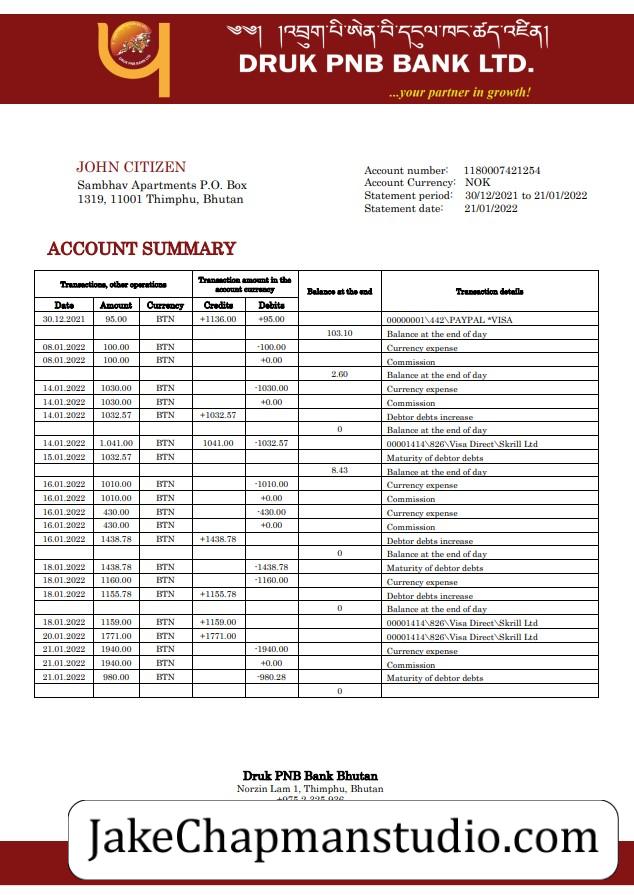 ༄༅། །འབྲུག་པི་ཨེན་བི་དངུལ་ཁང་ཚད་འཛིན།
DRUK PNB BANK LTD.
...your partner in growth!
JOHN CITIZEN
Sambhav Apartments P.O. Box
1319, 11001 Thimphu, Bhutan
Account number: 1180007421254
Account Currency: NOK
Statement period: 30/12/2021 to 21/01/2022
Statement date: 21/01/2022
ACCOUNT SUMMARY
Transactions, other operations Transaction amount in the account currency Balance at the end Transaction details
Date Amount Currency Credits Debits
30.12.2021 95.00 BTN +1136.00 +95.00 00000001\442\PAYPAL *VISA
103.10 Balance at the end of day
08.01.2022 100.00 BTN -100.00 Currency expense
08.01.2022 100.00 BTN +0.00 Commission
2.60 Balance at the end of day
14.01.2022 1030.00 BTN -1030.00 Currency expense
14.01.2022 1030.00 BTN +0.00 Commission
14.01.2022 1032.57 BTN +1032.57 Debtor debts increase
0 Balance at the end of day
14.01.2022 1.041.00 BTN 1041.00 -1032.57 00001414\826\Visa Direct\Skrill Ltd
15.01.2022 1032.57 BTN Maturity of debtor debts
8.43 Balance at the end of day
16.01.2022 1010.00 BTN -1010.00 Currency expense
16.01.2022 1010.00 BTN +0.00 Commission
16.01.2022 430.00 BTN -430.00 Currency expense
16.01.2022 430.00 BTN +0.00 Commission
16.01.2022 1438.78 BTN +1438.78 Debtor debts increase
0 Balance at the end of day
18.01.2022 1438.78 BTN -1438.78 Maturity of debtor debts
18.01.2022 1160.00 BTN -1160.00 Currency expense
18.01.2022 1155.78 BTN +1155.78 Debtor debts increase
0 Balance at the end of day
18.01.2022 1159.00 BTN +1159.00 00001414\826\Visa Direct\Skrill Ltd
20.01.2022 1771.00 BTN +1771.00 00001414\826\Visa Direct\Skrill Ltd
21.01.2022 1940.00 BTN -1940.00 Currency expense
21.01.2022 1940.00 BTN +0.00 Commission
21.01.2022 980.00 BTN -980.28 Maturity of debtor debts
0
Druk PNB Bank Bhutan
Norzin Lam 1, Thimphu, Bhutan
JakeChapmanstudio.com